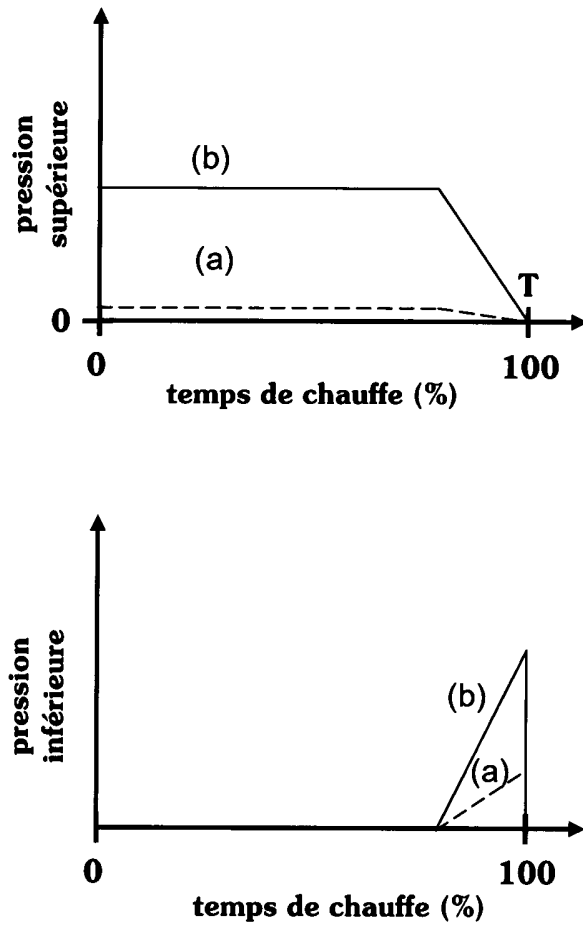 pression
supérieure
(b)
(a)
T
0
0
100
temps de chauffe (%)
pression
inférieure
(b)
(a)
0
100
temps de chauffe (%)